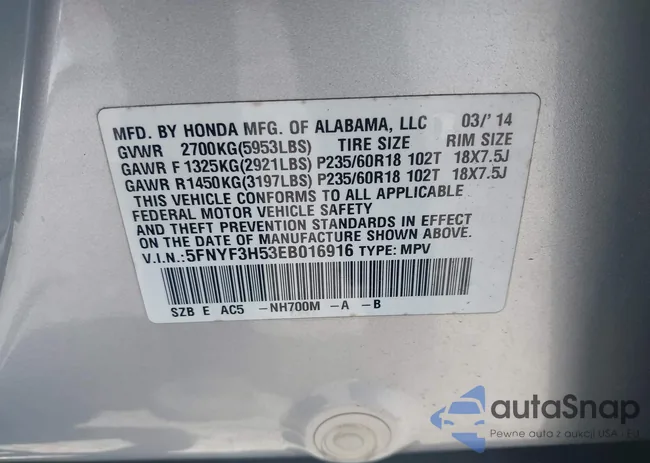 MFD. BY HONDA MFG. OF ALABAMA, LLC 03/'14
GVWR 2700KG(5953LBS) TIRE SIZE RIM SIZE
GAWR F 1325KG(2921LBS) P235/60R18 102T 18X7.5J
GAWR R1450KG(3197LBS) P235/60R18 102T 18X7.5J
THIS VEHICLE CONFORMS TO ALL APPLICABLE
FEDERAL MOTOR VEHICLE SAFETY
AND THEFT PREVENTION STANDARDS IN EFFECT
ON THE DATE OF MANUFACTURE SHOWN ABOVE.
V.I.N.:5FNYF3H53EB016916 TYPE: MPV
SZB E AC5 -NH700M -A -B
autaSnap
Pewne auta z aukcji USA - EU